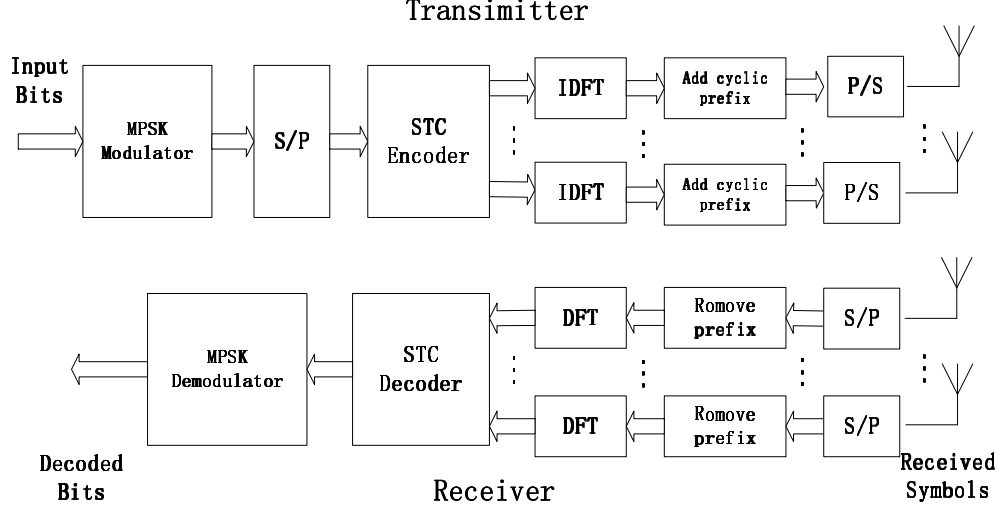 Transimitter
Input
Bits
MPSK
Modulator
S/P
STC
Encoder
IDFT
Add cyclic
prefix
P/S
IDFT
Add cyclic
prefix
P/S
MPSK
Demodulator
STC
Decoder
DFT
Romove
prefix
S/P
DFT
Romove
prefix
S/P
Decoded
Bits
Receiver
Received
Symbols